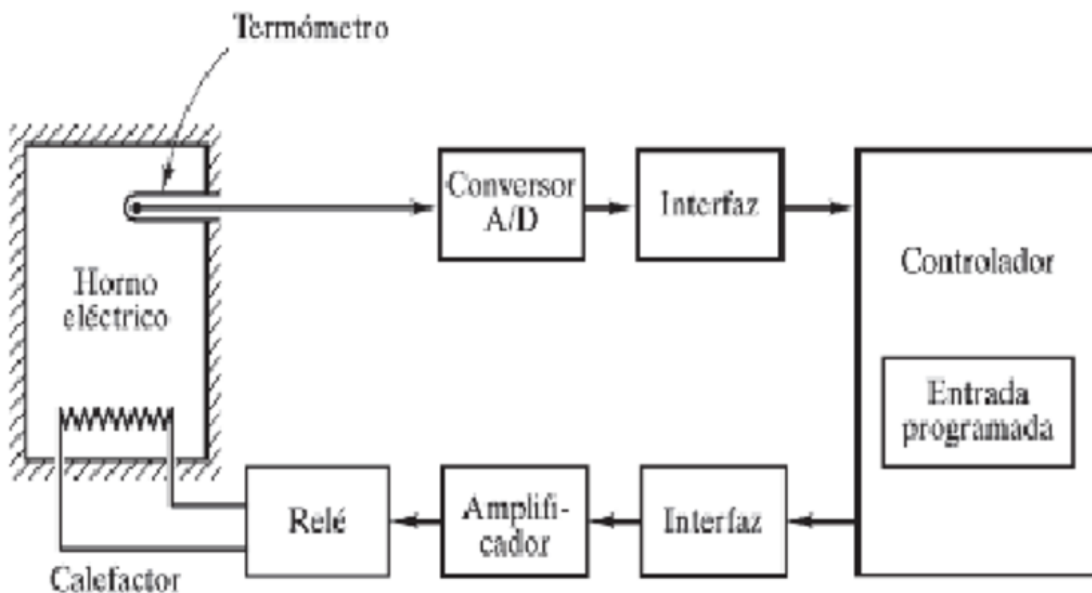 Termómetro
Conversor
A/D
Interfaz
Controlador
Horno
eléctrico
Entrada
programada
Relé
Amplifi-
cador
Interfaz
Calefactor